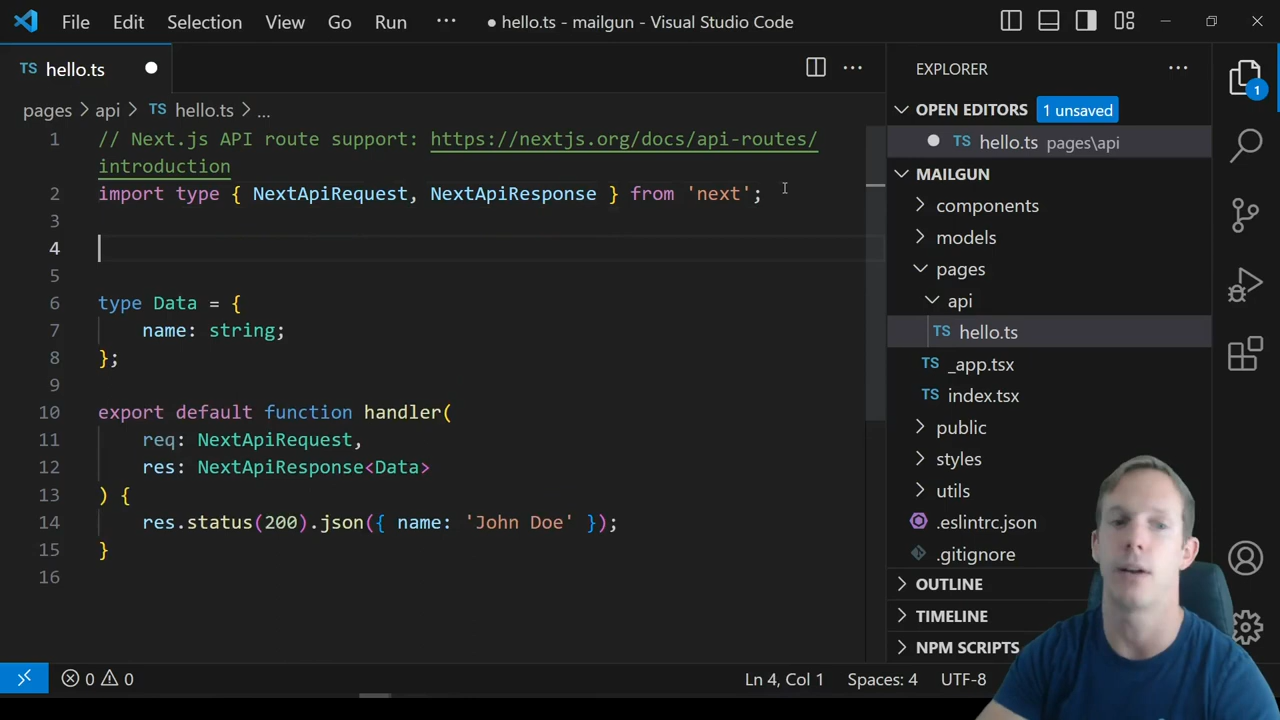 File Edit Selection View Go Run ··· ● hello.ts - mailgun - Visual Studio Code
TS hello.ts ●
pages > api > TS hello.ts > ...
1 // Next.js API route support: https://nextjs.org/docs/api-routes/
introduction
2 import type { NextApiRequest, NextApiResponse } from 'next';
3
4
5
6 type Data = {
7 name: string;
8 };
9
10 export default function handler(
11 req: NextApiRequest,
12 res: NextApiResponse<Data>
13 ) {
14 res.status(200).json({ name: 'John Doe' });
15 }
16
EXPLORER ···
OPEN EDITORS 1 unsaved
● TS hello.ts pages\api
MAILGUN
components
models
pages
api
TS hello.ts
TS _app.tsx
TS index.tsx
public
styles
utils
.eslintrc.json
.gitignore
OUTLINE
TIMELINE
NPM SCRIPTS
1
0 0 Ln 4, Col 1 Spaces: 4 UTF-8